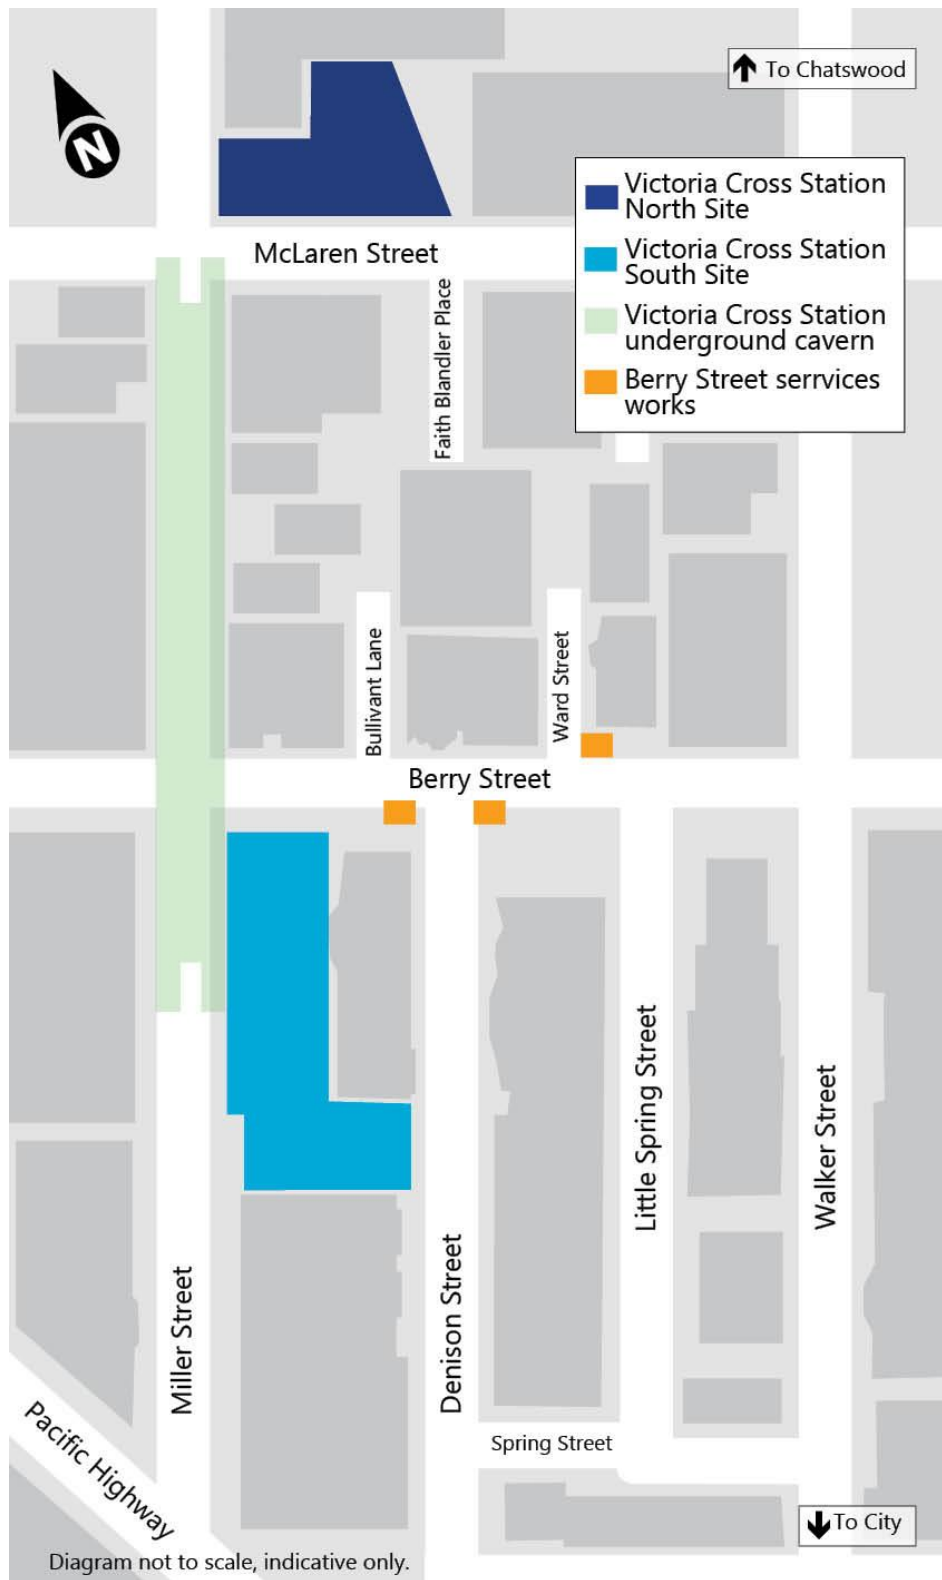 To Chatswood
N
Victoria Cross Station
North Site
Victoria Cross Station
South Site
Victoria Cross Station
underground cavern
Berry Street serrvices
works
McLaren Street
Faith Blandler Place
Bullivant Lane
Ward Street
Berry Street
Little Spring Street
Walker Street
Miller Street
Denison Street
Pacific Highway
Spring Street
To City
Diagram not to scale, indicative only.